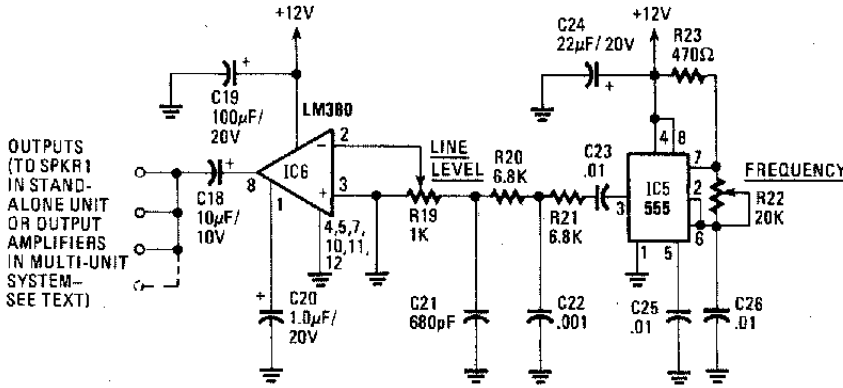 +12V
C19
100µF/
20V
LM380
OUTPUTS
(TO SPKR1
IN STAND-
ALONE UNIT
OR OUTPUT
AMPLIFIERS
IN MULTI-UNIT
SYSTEM—
SEE TEXT)
C18
10µF/
10V
+
+
+
8
IC6
−
+
2
3
1
4,5,7,
10,11,
12
C20
1.0µF/
20V
LINE
LEVEL
R19
1K
R20
6.8K
R21
6.8K
C21
680pF
C22
.001
C23
.01
C24
22µF/20V
+
+12V
R23
470Ω
4
8
7
2
6
3
1
5
IC5
555
FREQUENCY
R22
20K
C25
.01
C26
.01